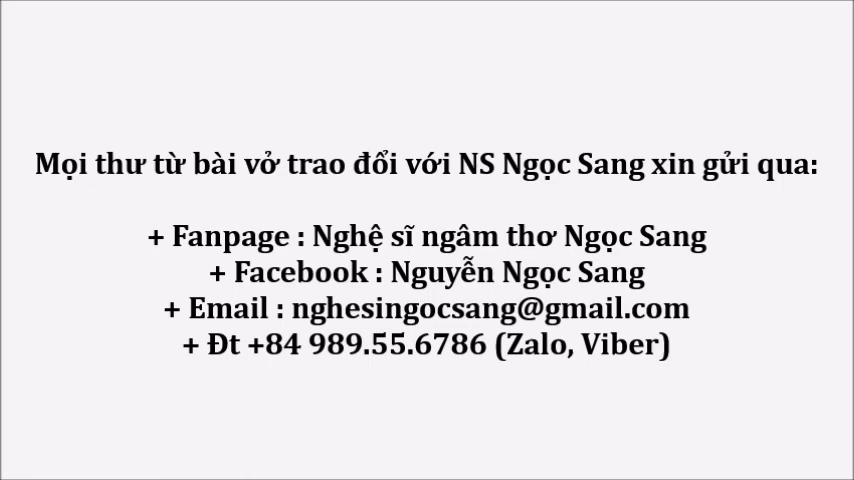 Mọi thư từ bài vở trao đổi với NS Ngọc Sang xin gửi qua:
+ Fanpage : Nghệ sĩ ngâm thơ Ngọc Sang
+ Facebook : Nguyễn Ngọc Sang
+ Email : nghesingocsang@gmail.com
+ Đt +84 989.55.6786 (Zalo, Viber)